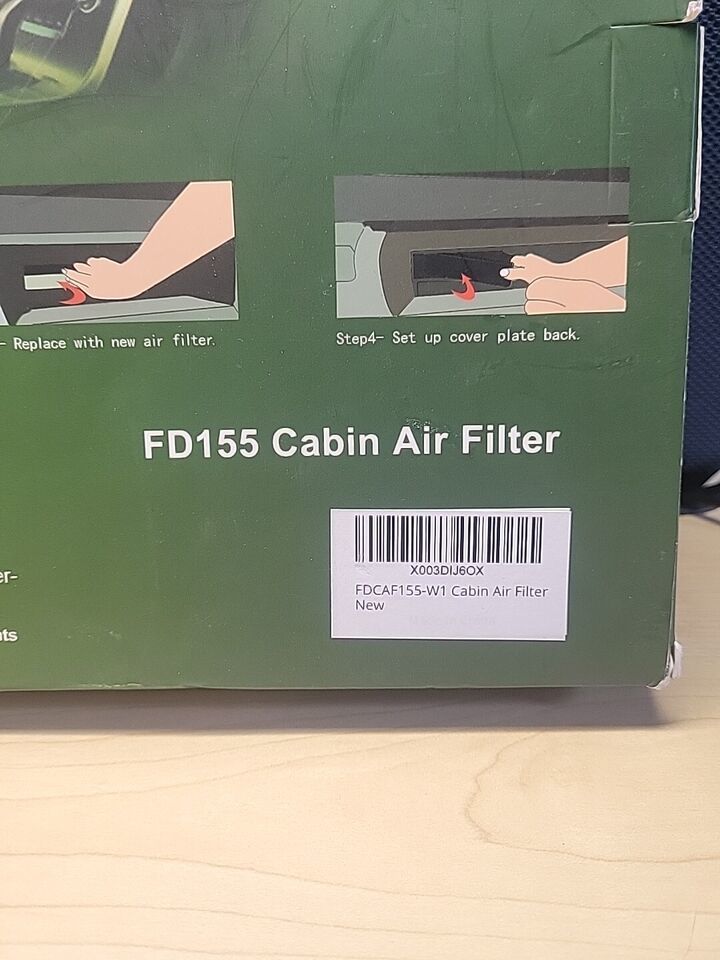 - Replace with new air filter.
Step4- Set up cover plate back.
FD155 Cabin Air Filter
X003DIJ6OX
FDCAF155-W1 Cabin Air Filter
New
er-
nts